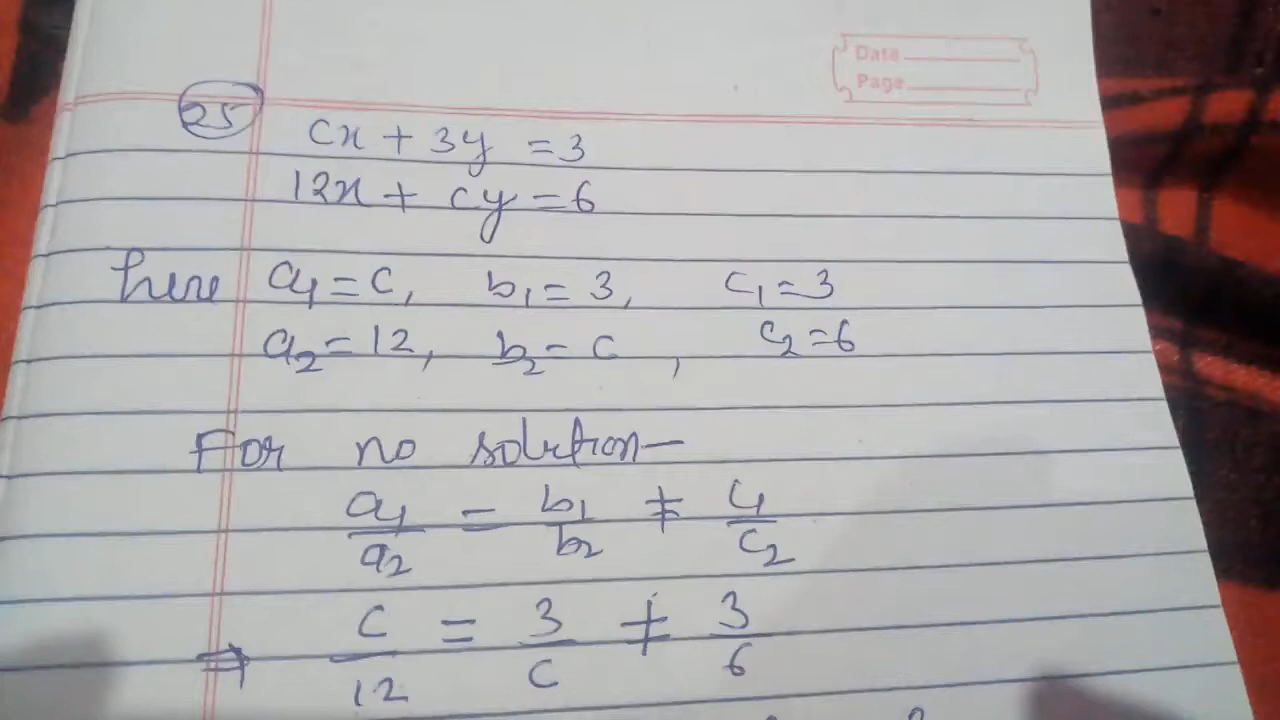 Date
Page
25
cx + 3y = 3
12x + cy = 6
here a1 = c, b1 = 3, c1 = 3
a2 = 12, b2 = c , c2 = 6
For no solution-
a1/a2 = b1/b2 ≠ c1/c2
⇒ c/12 = 3/c ≠ 3/6